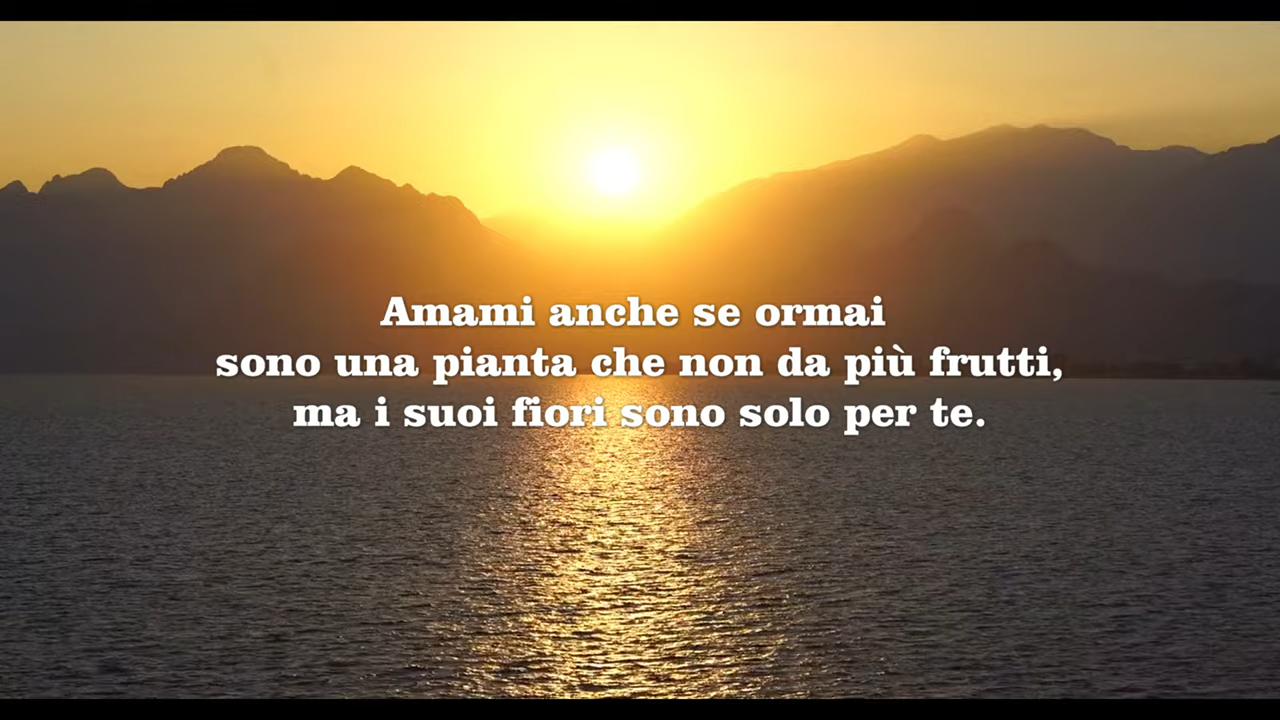 Amami anche se ormai
sono una pianta che non da più frutti,
ma i suoi fiori sono solo per te.